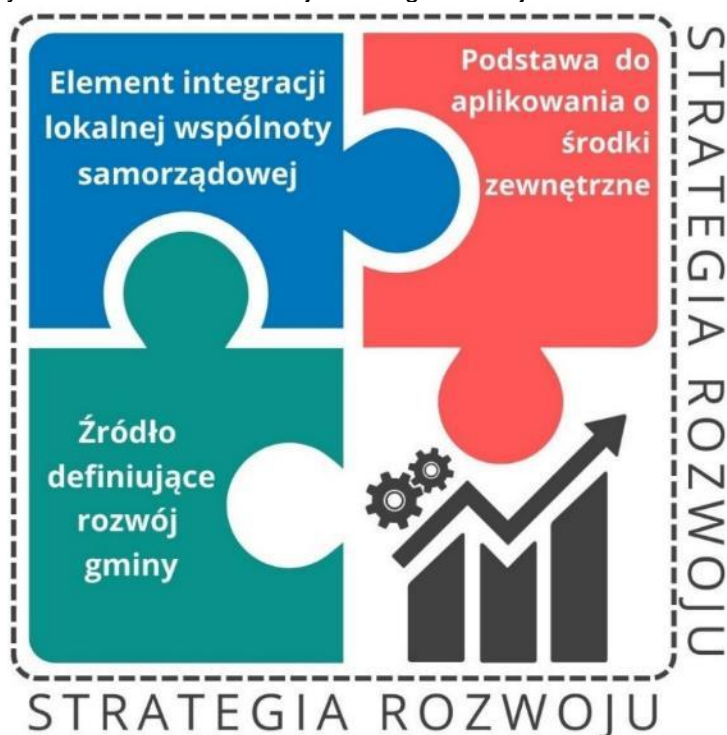 Element integracji
lokalnej wspólnoty
samorządowej
Podstawa do
aplikowania o
środki
zewnętrzne
Źródło
definiujące
rozwój
gminy
STRATEGIA ROZWOJU
STRATEGIA ROZWOJU